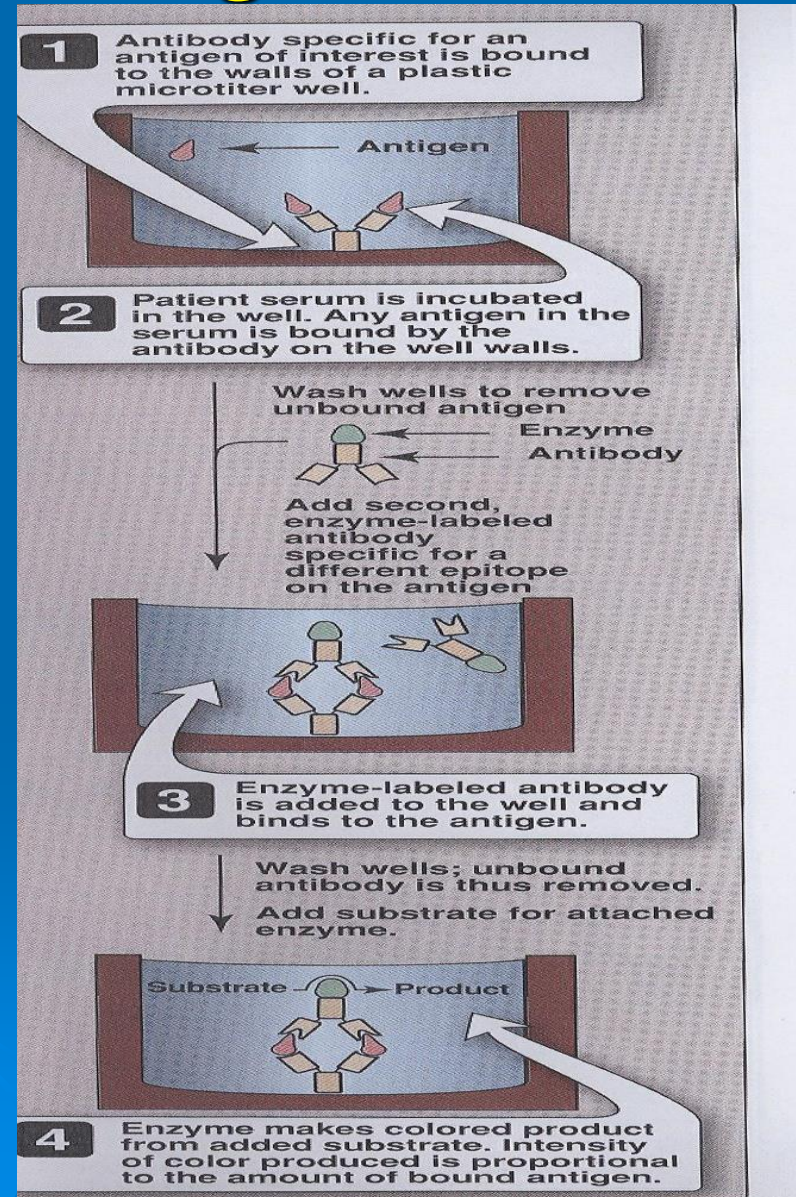 1
Antibody specific for an
antigen of interest is bound
to the walls of a plastic
microtiter well.
Antigen
2
Patient serum is incubated
in the well. Any antigen in the
serum is bound by the
antibody on the well walls.
Wash wells to remove
unbound antigen
Enzyme
Antibody
Add second,
enzyme-labeled
antibody
specific for a
different epitope
on the antigen
3
Enzyme-labeled antibody
is added to the well and
binds to the antigen.
Wash wells; unbound
antibody is thus removed.
Add substrate for attached
enzyme.
Substrate
Product
4
Enzyme makes colored product
from added substrate. Intensity
of color produced is proportional
to the amount of bound antigen.